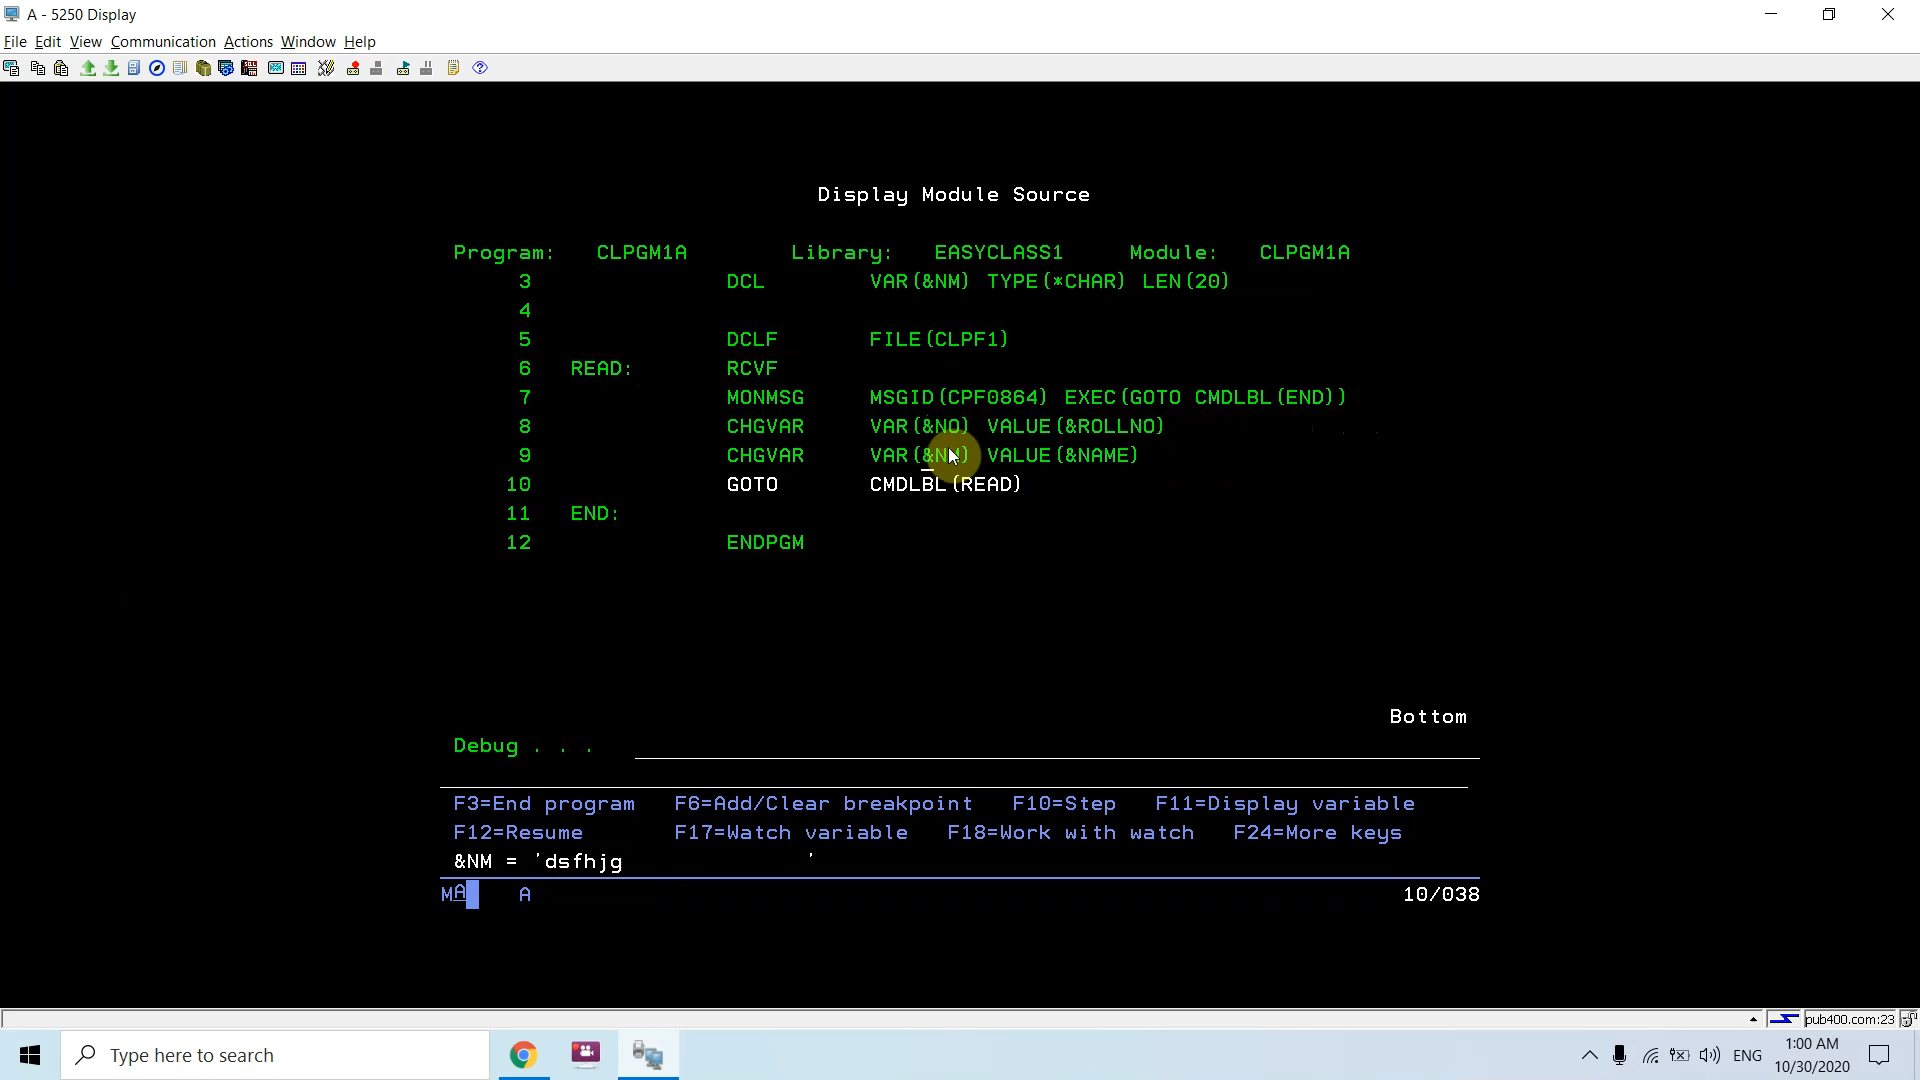 A - 5250 Display
File Edit View Communication Actions Window Help
Display Module Source
Program: CLPGM1A Library: EASYCLASS1 Module: CLPGM1A
3 DCL VAR(&NM) TYPE(*CHAR) LEN(20)
4
5 DCLF FILE(CLPF1)
6 READ: RCVF
7 MONMSG MSGID(CPF0864) EXEC(GOTO CMDLBL(END))
8 CHGVAR VAR(&NO) VALUE(&ROLLNO)
9 CHGVAR VAR(&NM) VALUE(&NAME)
10 GOTO CMDLBL(READ)
11 END:
12 ENDPGM
Bottom
Debug . . .
F3=End program F6=Add/Clear breakpoint F10=Step F11=Display variable
F12=Resume F17=Watch variable F18=Work with watch F24=More keys
&NM = 'dsfhjg '
MA A 10/038
pub400.com:23
Type here to search
ENG
1:00 AM
10/30/2020